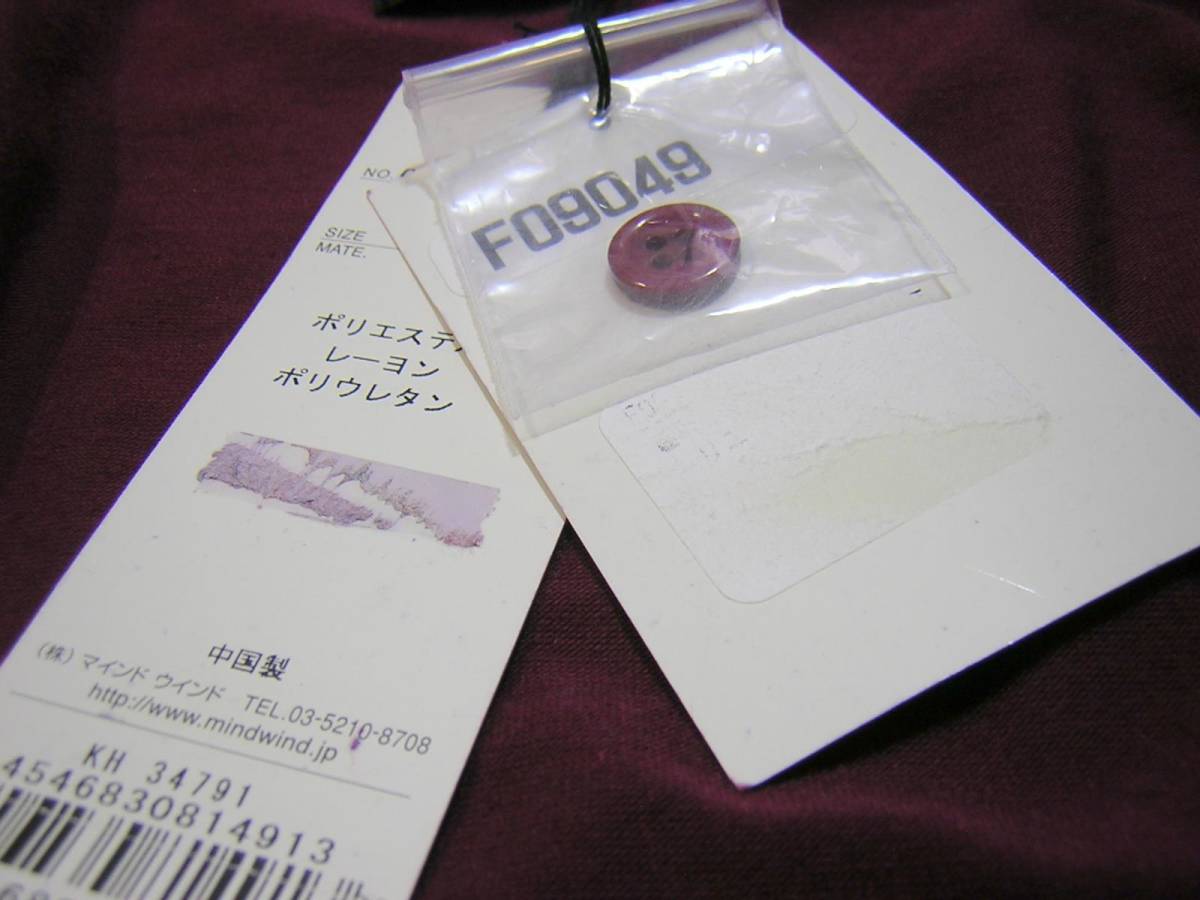 F09049
NO.
SIZE
MATE.
ポリエステ
レーヨン
ポリウレタン
中国製
(株) マインド ウインド TEL.03-5210-8708
http://www.mindwind.jp
KH 34791
4546830814913